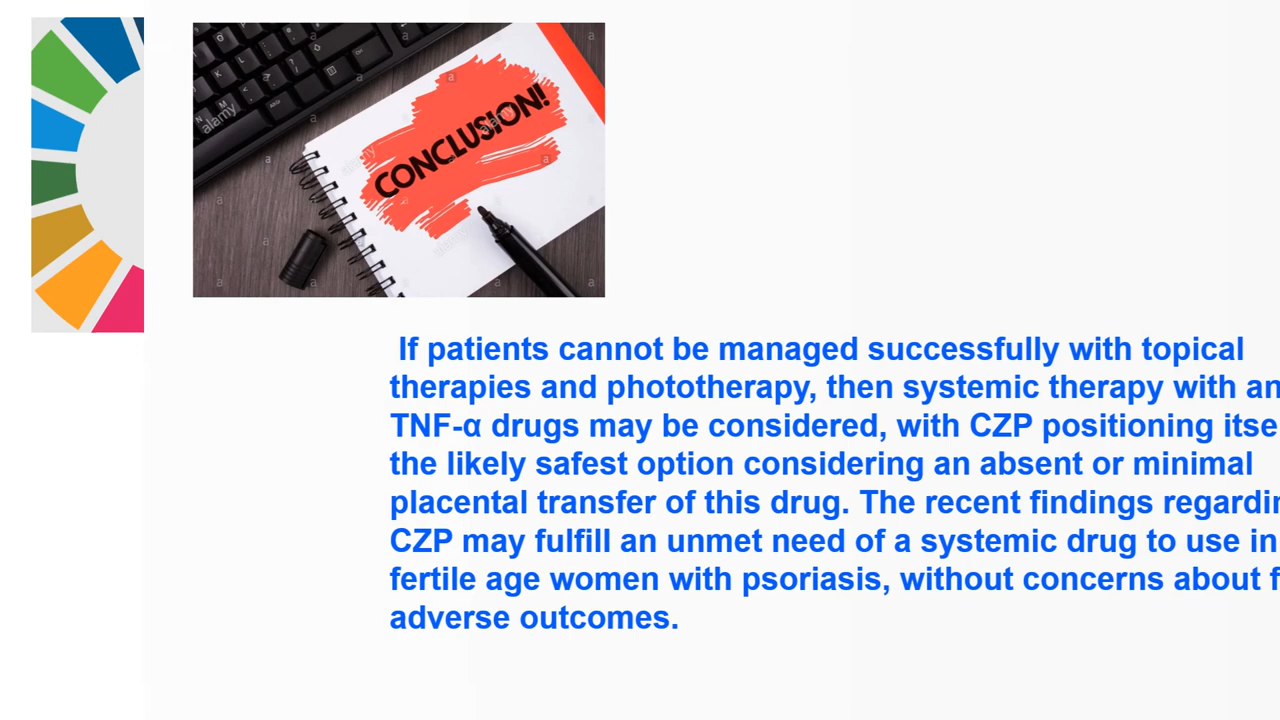 CONCLUSION!
If patients cannot be managed successfully with topical
therapies and phototherapy, then systemic therapy with
TNF-α drugs may be considered, with CZP positioning
the likely safest option considering an absent or minimal
placental transfer of this drug. The recent findings
CZP may fulfill an unmet need of a systemic drug to use in
fertile age women with psoriasis, without concerns about
adverse outcomes.
alamy